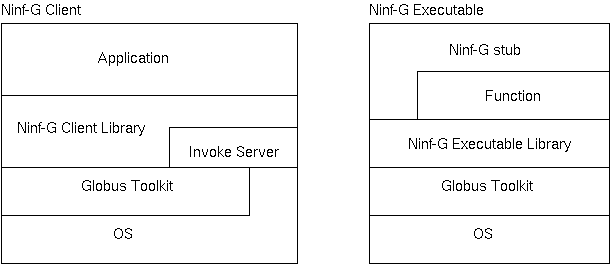 Ninf-G Client
Application
Ninf-G Client Library
Invoke Server
Globus Toolkit
OS
Ninf-G Executable
Ninf-G stub
Function
Ninf-G Executable Library
Globus Toolkit
OS